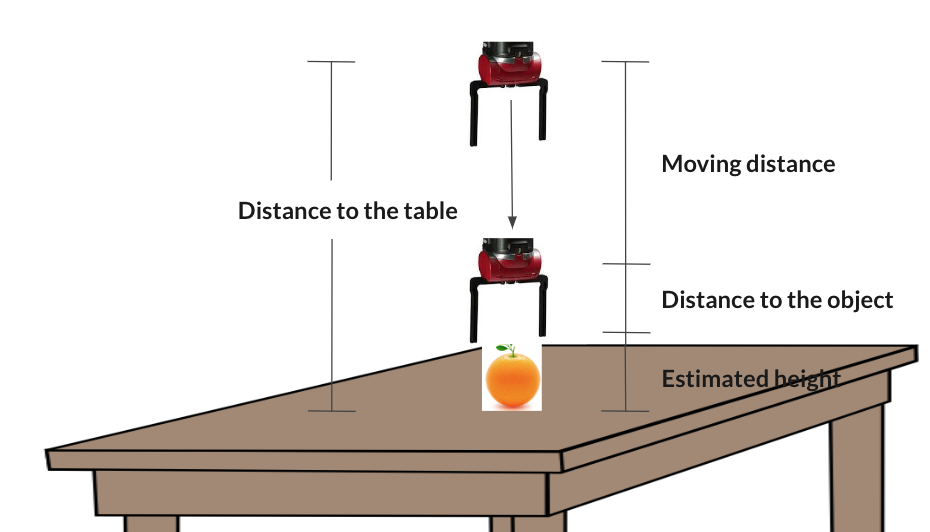 Moving distance
Distance to the table
Distance to the object
Estimated height